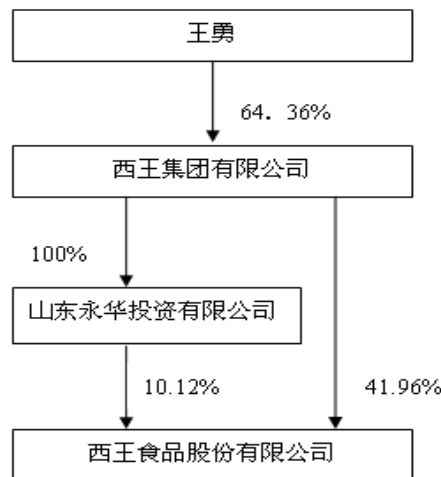 王勇
64. 36%
西王集团有限公司
100%
山东永华投资有限公司
10.12%
41.96%
西王食品股份有限公司